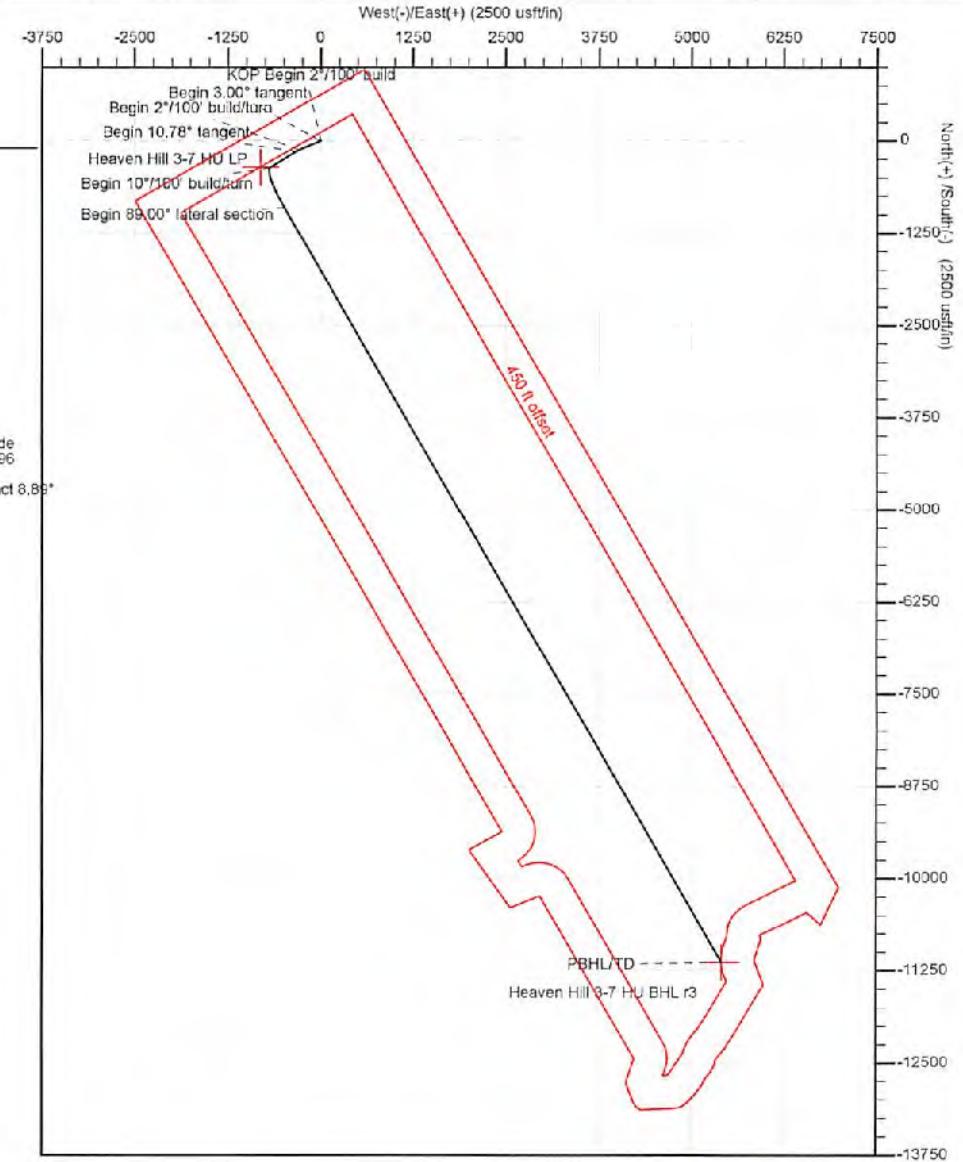 West(-)/East(+) (2500 usft/in)
-3750 -2500 -1250 0 1250 2500 3750 5000 6250 7500
KOP Begin 2°/100' build
Begin 3.00° tangent
Begin 2°/100' build/turn
Begin 10.78° tangent
Heaven Hill 3-7 HU LP
Begin 10°/100' build/turn
Begin 89.00° lateral section
0
-1250
-2500
-3750
-5000
-6250
-7500
-8750
-10000
-11250
-12500
-13750
North(+) /South(-) (2500 usft/in)
450 ft offset
de
96
ct 8.89°
PBHL/TD
Heaven Hill 3-7 HU BHL r3